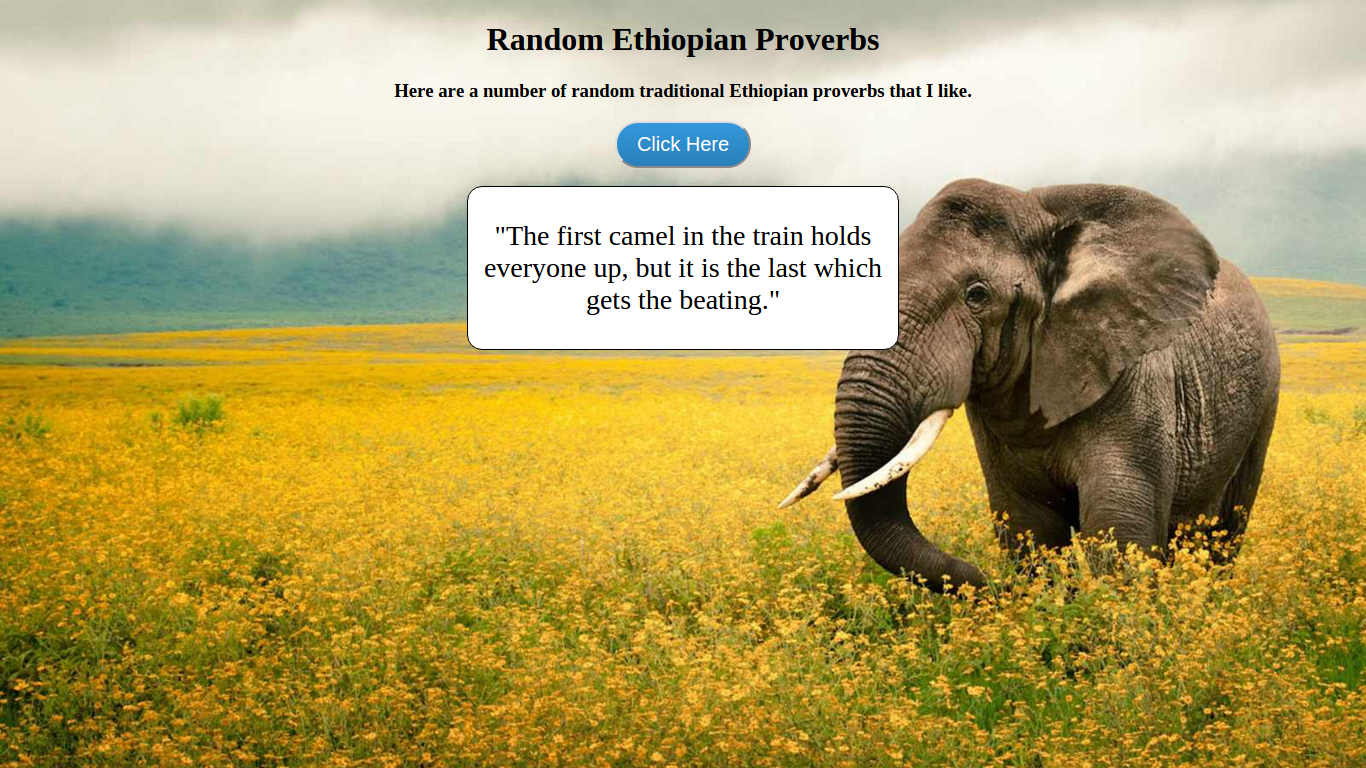 Random Ethiopian Proverbs
Here are a number of random traditional Ethiopian proverbs that I like.
Click Here
"The first camel in the train holds
everyone up, but it is the last which
gets the beating."